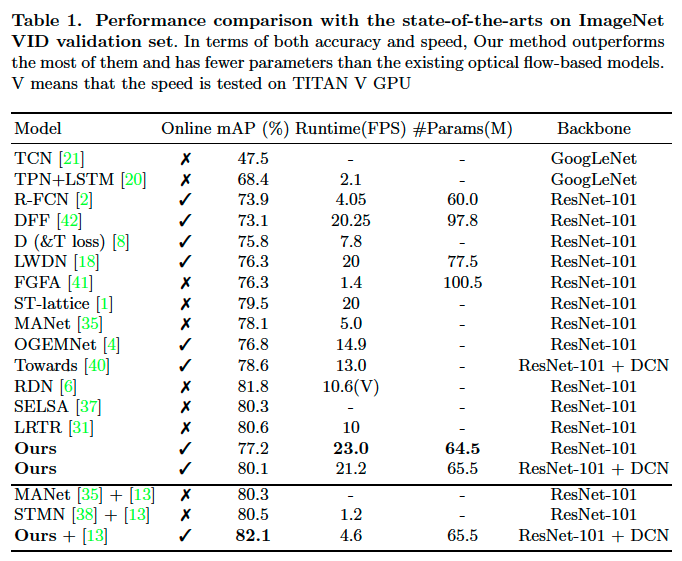 Table 1. Performance comparison with the state-of-the-arts on ImageNet
VID validation set. In terms of both accuracy and speed, Our method outperforms
the most of them and has fewer parameters than the existing optical flow-based models.
V means that the speed is tested on TITAN V GPU
Model Online mAP (%) Runtime(FPS) #Params(M) Backbone
TCN [21] ✗ 47.5 - - GoogLeNet
TPN+LSTM [20] ✗ 68.4 2.1 - GoogLeNet
R-FCN [2] ✓ 73.9 4.05 60.0 ResNet-101
DFF [42] ✓ 73.1 20.25 97.8 ResNet-101
D (&T loss) [8] ✓ 75.8 7.8 - ResNet-101
LWDN [18] ✓ 76.3 20 77.5 ResNet-101
FGFA [41] ✗ 76.3 1.4 100.5 ResNet-101
ST-lattice [1] ✗ 79.5 20 - ResNet-101
MANet [35] ✗ 78.1 5.0 - ResNet-101
OGEMNet [4] ✓ 76.8 14.9 - ResNet-101
Towards [40] ✓ 78.6 13.0 - ResNet-101 + DCN
RDN [6] ✗ 81.8 10.6(V) - ResNet-101
SELSA [37] ✗ 80.3 - - ResNet-101
LRTR [31] ✗ 80.6 10 - ResNet-101
Ours ✓ 77.2 23.0 64.5 ResNet-101
Ours ✓ 80.1 21.2 65.5 ResNet-101 + DCN
MANet [35] + [13] ✗ 80.3 - - ResNet-101
STMN [38] + [13] ✗ 80.5 1.2 - ResNet-101
Ours + [13] ✓ 82.1 4.6 65.5 ResNet-101 + DCN